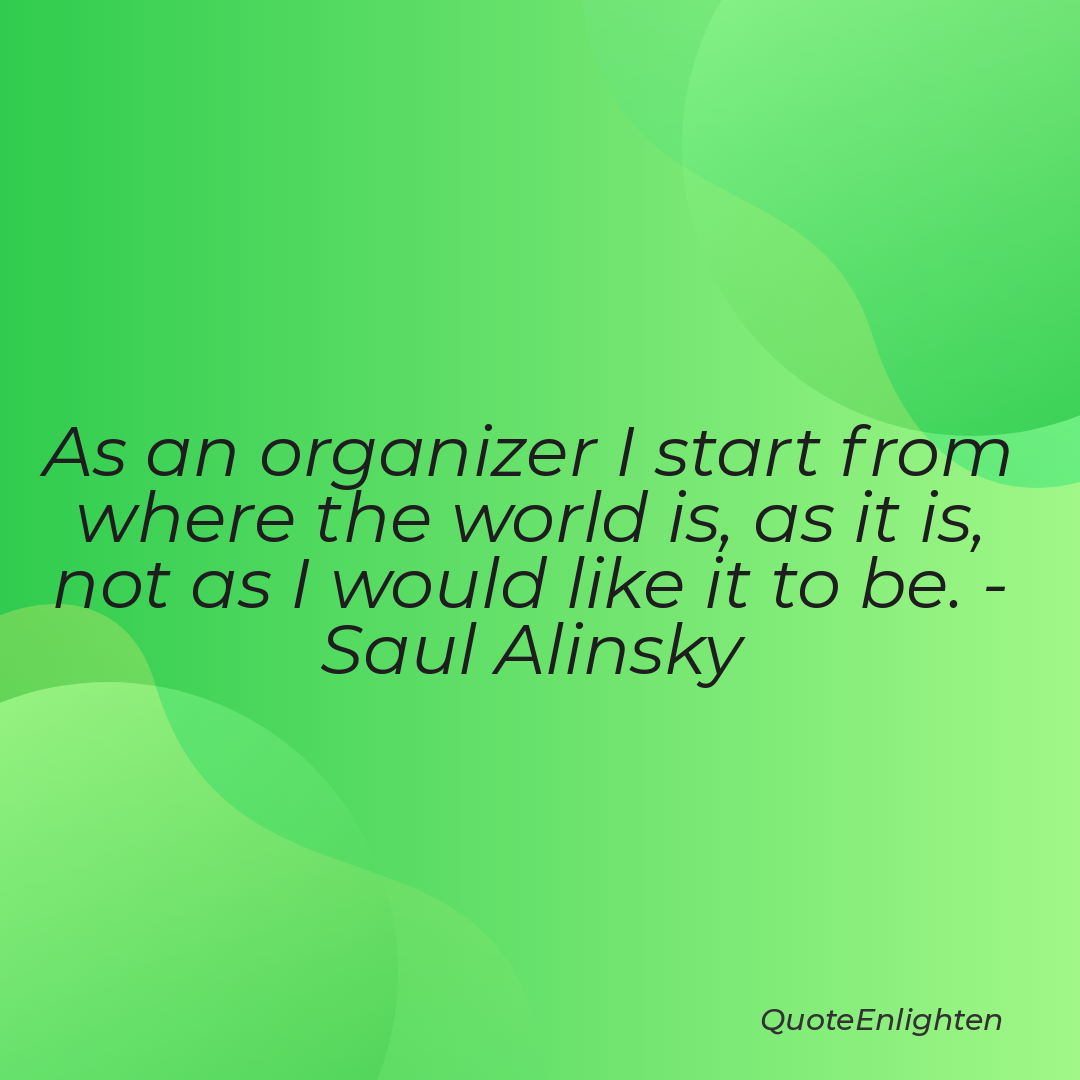 As an organizer I start from
where the world is, as it is,
not as I would like it to be. -
Saul Alinsky
QuoteEnlighten